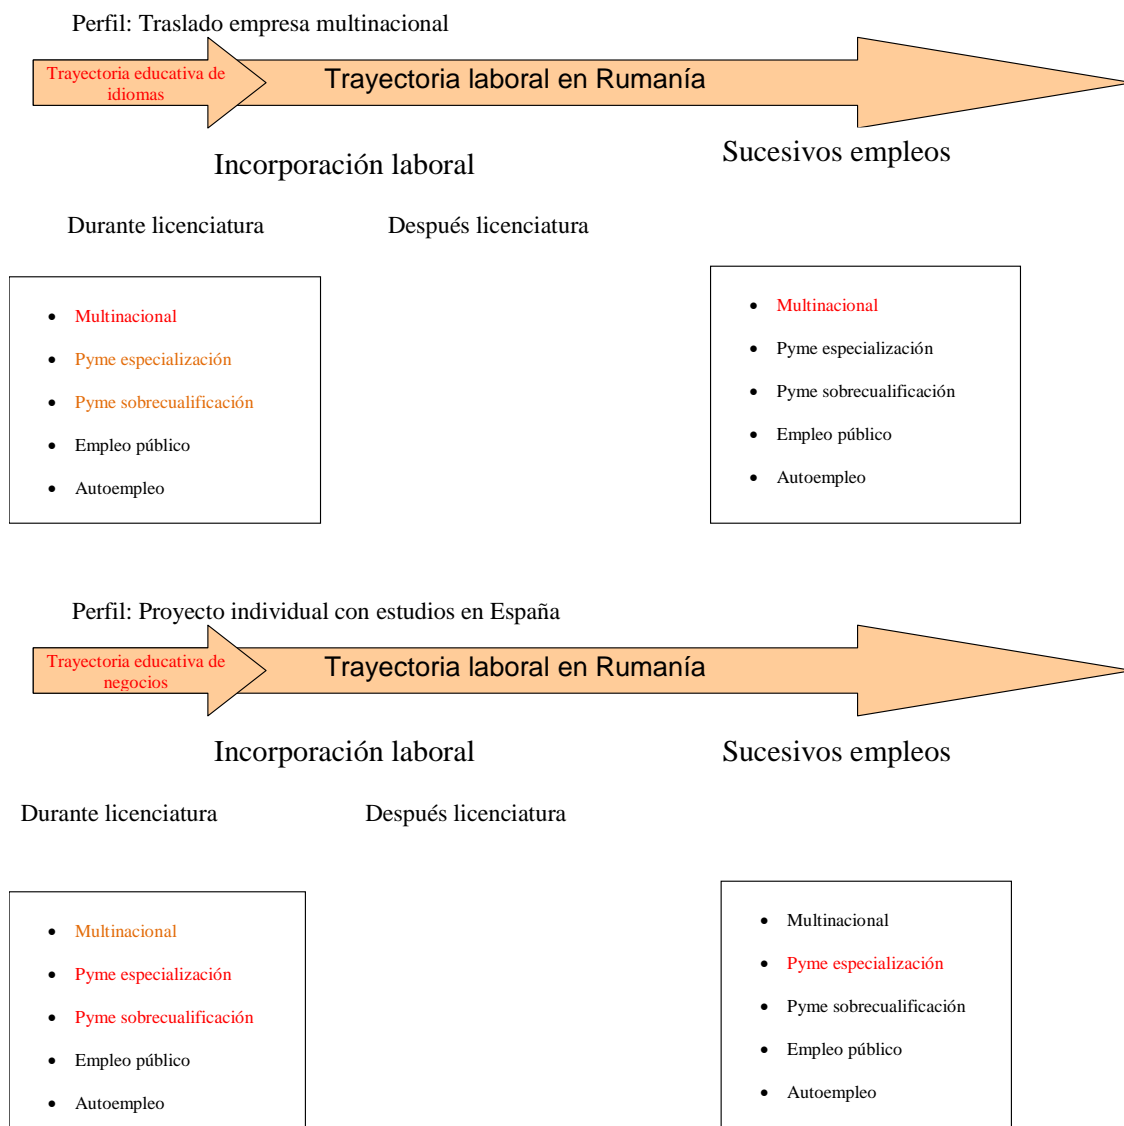 Perfil: Traslado empresa multinacional
Trayectoria educativa de
idiomas
Trayectoria laboral en Rumanía
Incorporación laboral
Sucesivos empleos
Durante licenciatura
Después licenciatura
• Multinacional
• Pyme especialización
• Pyme sobrecualificación
• Empleo público
• Autoempleo
• Multinacional
• Pyme especialización
• Pyme sobrecualificación
• Empleo público
• Autoempleo
Perfil: Proyecto individual con estudios en España
Trayectoria educativa de
negocios
Trayectoria laboral en Rumanía
Incorporación laboral
Sucesivos empleos
Durante licenciatura
Después licenciatura
• Multinacional
• Pyme especialización
• Pyme sobrecualificación
• Empleo público
• Autoempleo
• Multinacional
• Pyme especialización
• Pyme sobrecualificación
• Empleo público
• Autoempleo